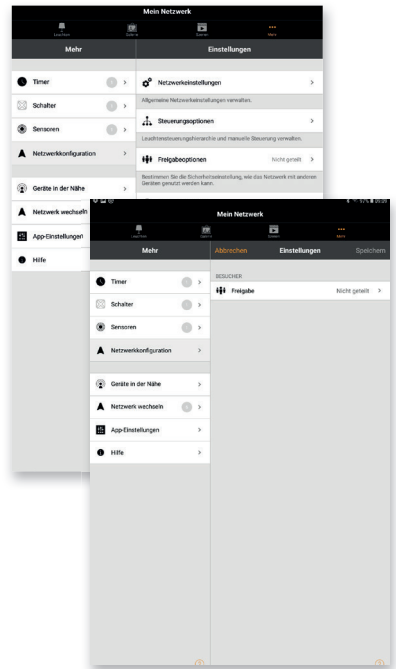 Mein Netzwerk
Leuchten
Galerie
Szenen
Mehr
Mehr
Einstellungen
Timer
Schalter
Sensoren
Netzwerkkonfiguration
Geräte in der Nähe
Netzwerk wechseln
App-Einstellungen
Hilfe
Netzwerkeinstellungen
Allgemeine Netzwerkeinstellungen verwalten.
Steuerungsoptionen
Leuchtensteuerungshierarchie und manuelle Steuerung verwalten.
Freigabeoptionen
Nicht geteilt
Bestimmen Sie die Sicherheitseinstellung, wie das Netzwerk mit anderen
Geräten genutzt werden kann.
Mein Netzwerk
Leuchten
Galerie
Szenen
Mehr
Mehr
Abbrechen
Einstellungen
Speichern
Timer
Schalter
Sensoren
Netzwerkkonfiguration
Geräte in der Nähe
Netzwerk wechseln
App-Einstellungen
Hilfe
BESUCHER
Freigabe
Nicht geteilt